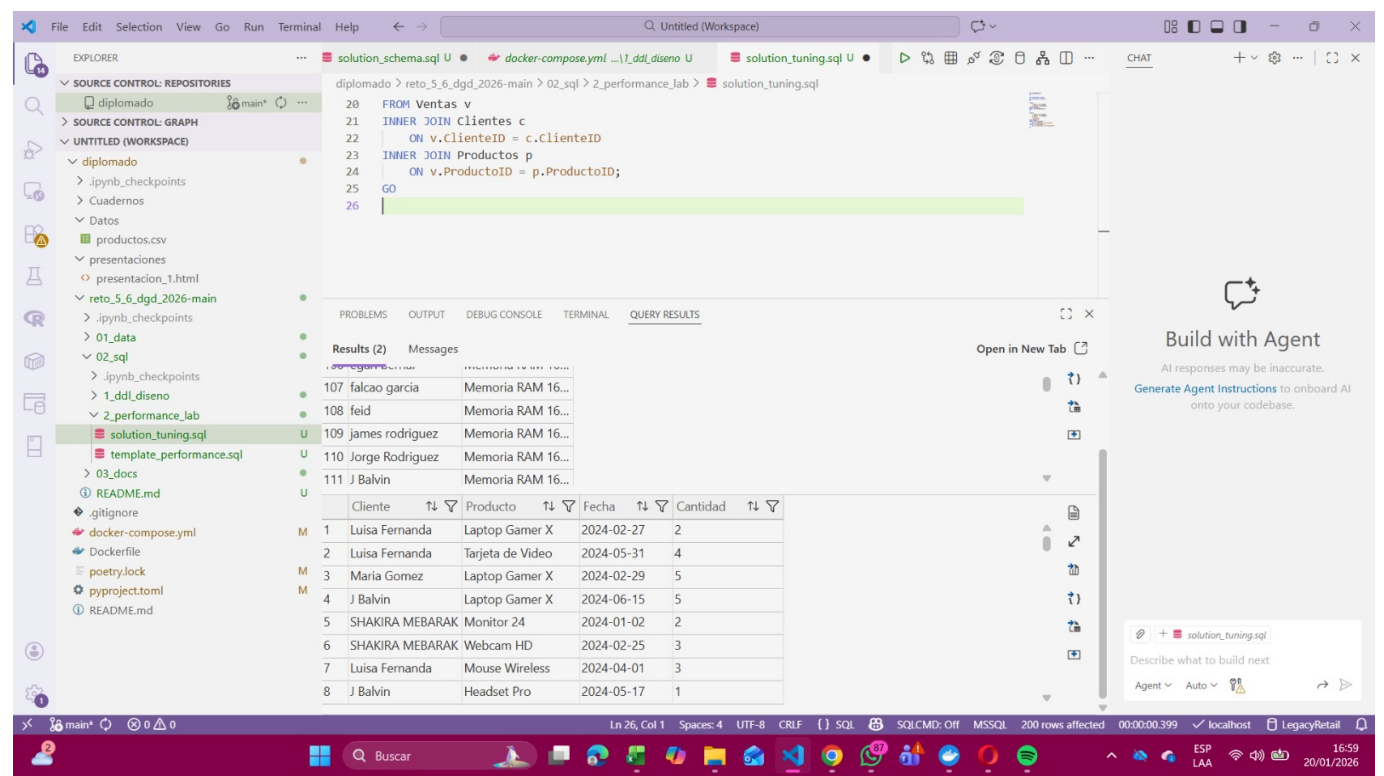 File Edit Selection View Go Run Terminal Help
Untitled (Workspace)
EXPLORER
SOURCE CONTROL: REPOSITORIES
diplomado main*
SOURCE CONTROL: GRAPH
UNTITLED (WORKSPACE)
diplomado
.ipynb_checkpoints
Cuadernos
Datos
productos.csv
presentaciones
presentacion_1.html
reto_5_6_dgd_2026-main
.ipynb_checkpoints
01_data
02_sql
.ipynb_checkpoints
1_ddl_diseno
2_performance_lab
solution_tuning.sql U
template_performance.sql U
03_docs
README.md U
.gitignore
docker-compose.yml M
Dockerfile
poetry.lock M
pyproject.toml M
README.md
14
1
solution_schema.sql U
docker-compose.yml ...\1_ddl_diseno U
solution_tuning.sql U
diplomado > reto_5_6_dgd_2026-main > 02_sql > 2_performance_lab > solution_tuning.sql
20 FROM Ventas v
21 INNER JOIN Clientes c
22 ON v.ClienteID = c.ClienteID
23 INNER JOIN Productos p
24 ON v.ProductoID = p.ProductoID;
25 GO
26
PROBLEMS OUTPUT DEBUG CONSOLE TERMINAL QUERY RESULTS
Results (2) Messages Open in New Tab
107 falcao garcia Memoria RAM 16...
108 feid Memoria RAM 16...
109 james rodriguez Memoria RAM 16...
110 Jorge Rodriguez Memoria RAM 16...
111 J Balvin Memoria RAM 16...
Cliente Producto Fecha Cantidad
1 Luisa Fernanda Laptop Gamer X 2024-02-27 2
2 Luisa Fernanda Tarjeta de Video 2024-05-31 4
3 Maria Gomez Laptop Gamer X 2024-02-29 5
4 J Balvin Laptop Gamer X 2024-06-15 5
5 SHAKIRA MEBARAK Monitor 24 2024-01-02 2
6 SHAKIRA MEBARAK Webcam HD 2024-02-25 3
7 Luisa Fernanda Mouse Wireless 2024-04-01 3
8 J Balvin Headset Pro 2024-05-17 1
CHAT
Build with Agent
AI responses may be inaccurate.
Generate Agent Instructions to onboard AI
onto your codebase.
solution_tuning.sql
Describe what to build next
Agent Auto
main* 0 0
Ln 26, Col 1 Spaces: 4 UTF-8 CRLF {} SQL SQLCMD: Off MSSQL 200 rows affected 00:00:00.399 localhost LegacyRetail
2
Buscar
87
ESP
LAA
16:59
20/01/2026